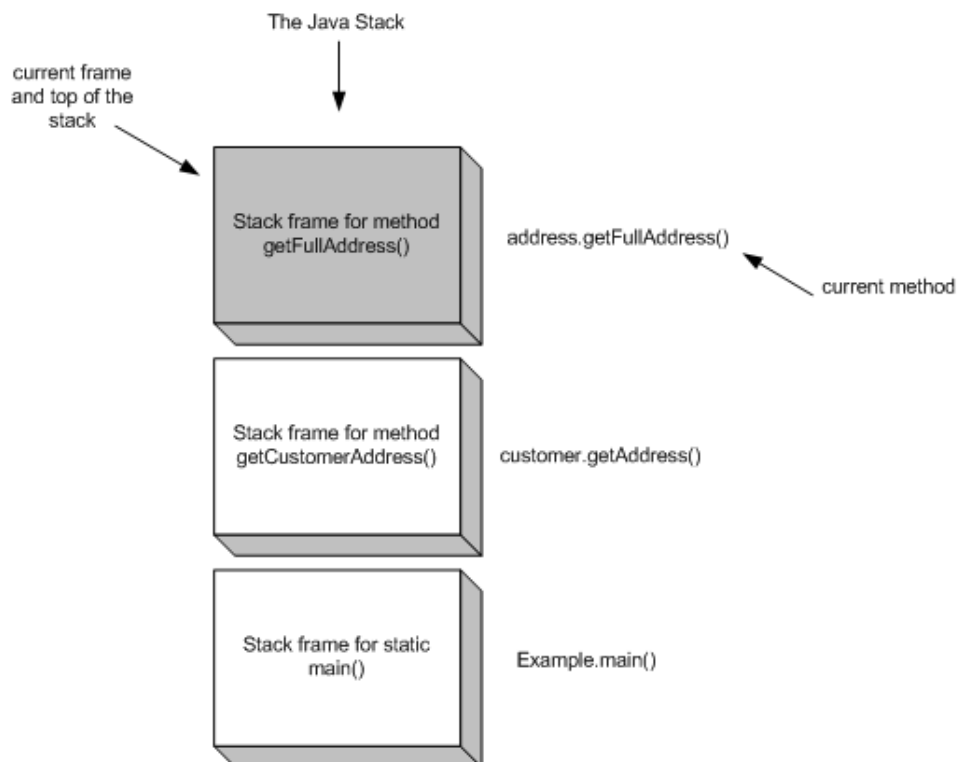 The Java Stack
current frame
and top of the
stack
Stack frame for method
getFullAddress()
address.getFullAddress()
current method
Stack frame for method
getCustomerAddress()
customer.getAddress()
Stack frame for static
main()
Example.main()